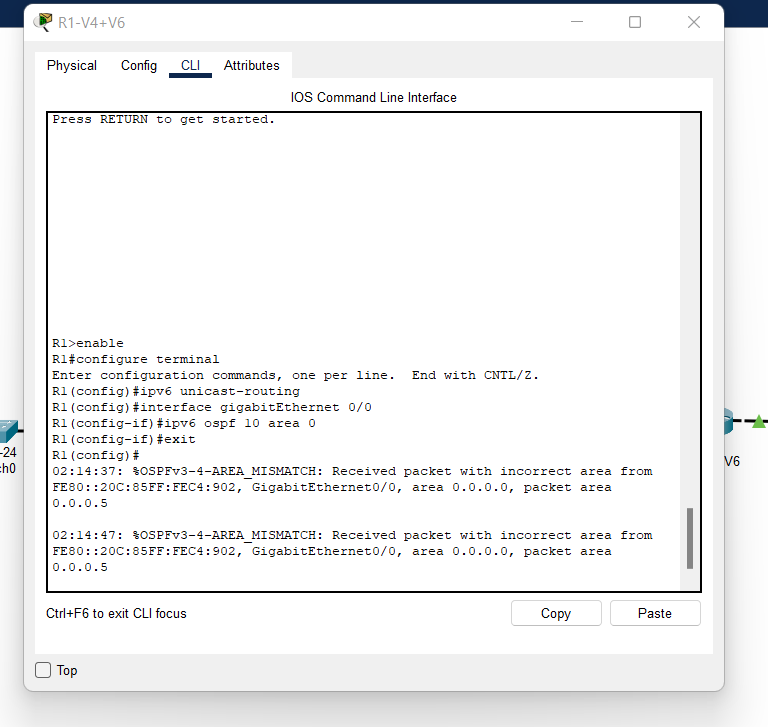 R1-V4+V6
Physical Config CLI Attributes
IOS Command Line Interface
Press RETURN to get started.
R1>enable
R1#configure terminal
Enter configuration commands, one per line.  End with CNTL/Z.
R1(config)#ipv6 unicast-routing
R1(config)#interface gigabitEthernet 0/0
R1(config-if)#ipv6 ospf 10 area 0
R1(config-if)#exit
R1(config)#
02:14:37: %OSPFv3-4-AREA_MISMATCH: Received packet with incorrect area from
FE80::20C:85FF:FEC4:902, GigabitEthernet0/0, area 0.0.0.0, packet area
0.0.0.5
02:14:47: %OSPFv3-4-AREA_MISMATCH: Received packet with incorrect area from
FE80::20C:85FF:FEC4:902, GigabitEthernet0/0, area 0.0.0.0, packet area
0.0.0.5
Ctrl+F6 to exit CLI focus
Copy Paste
Top
-24
h0
V6